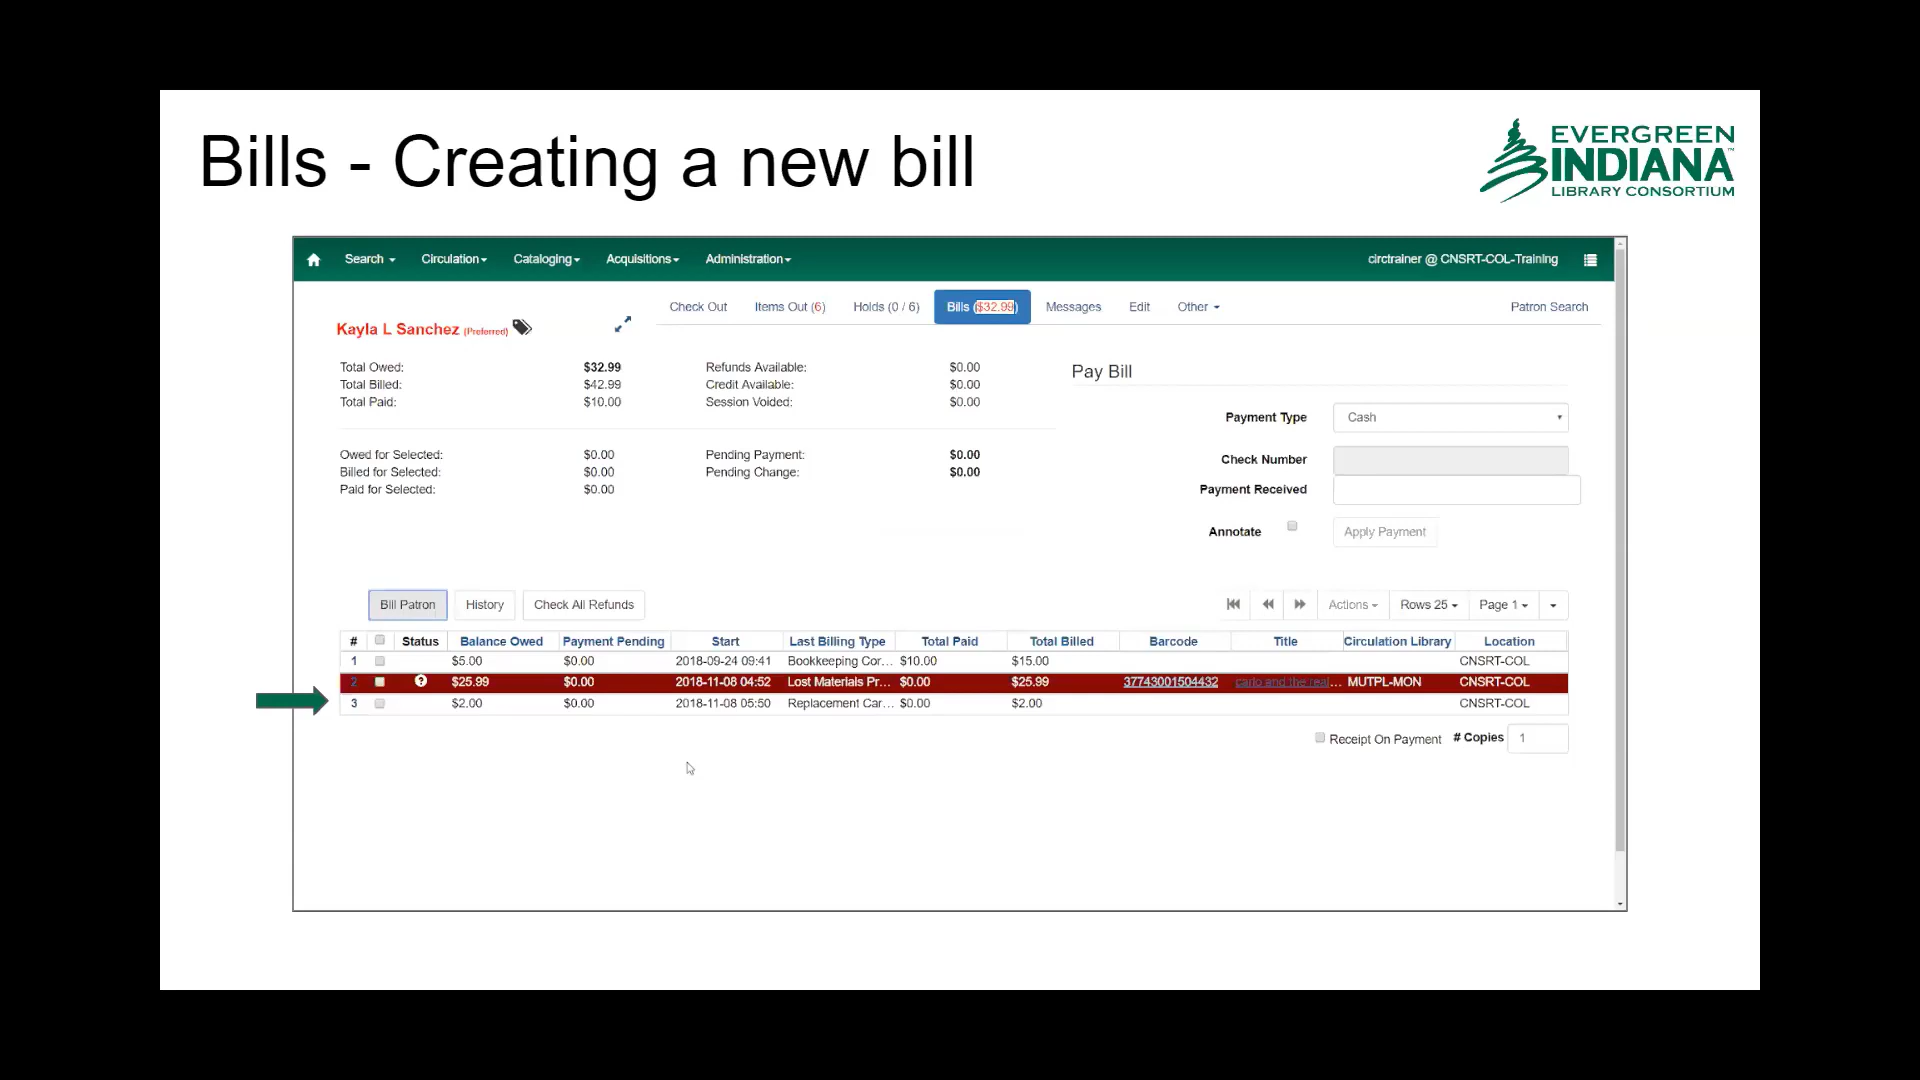 Bills - Creating a new bill
EVERGREEN
INDIANA™
LIBRARY CONSORTIUM
Search Circulation Cataloging Acquisitions Administration circtrainer @ CNSRT-COL-Training
Check Out Items Out (6) Holds (0 / 6) Bills ($32.99) Messages Edit Other Patron Search
Kayla L Sanchez (Preferred)
Total Owed: $32.99 Refunds Available: $0.00
Total Billed: $42.99 Credit Available: $0.00
Total Paid: $10.00 Session Voided: $0.00
Pay Bill
Payment Type Cash
Owed for Selected: $0.00 Pending Payment: $0.00
Billed for Selected: $0.00 Pending Change: $0.00
Paid for Selected: $0.00
Check Number
Payment Received
Annotate Apply Payment
Bill Patron History Check All Refunds Actions Rows 25 Page 1
# Status Balance Owed Payment Pending Start Last Billing Type Total Paid Total Billed Barcode Title Circulation Library Location
1 $5.00 $0.00 2018-09-24 09:41 Bookkeeping Cor... $10.00 $15.00 CNSRT-COL
2 ? $25.99 $0.00 2018-11-08 04:52 Lost Materials Pr... $0.00 $25.99 37743001504432 carlo and the real... MUTPL-MON CNSRT-COL
3 $2.00 $0.00 2018-11-08 05:50 Replacement Car... $0.00 $2.00 CNSRT-COL
Receipt On Payment # Copies 1